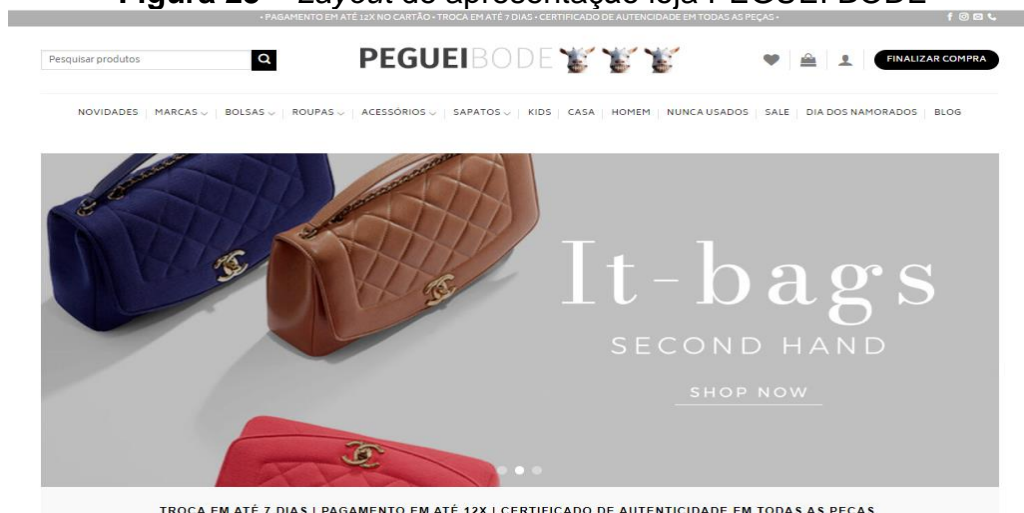 Figura 23 – Layout de apresentação loja PEGUEI BODE
• PAGAMENTO EM ATÉ 12X NO CARTÃO • TROCA EM ATÉ 7 DIAS • CERTIFICADO DE AUTENCIDADE EM TODAS AS PEÇAS •
Pesquisar produtos
PEGUEIBODE
FINALIZAR COMPRA
NOVIDADES | MARCAS | BOLSAS | ROUPAS | ACESSÓRIOS | SAPATOS | KIDS | CASA | HOMEM | NUNCA USADOS | SALE | DIA DOS NAMORADOS | BLOG
It-bags
SECOND HAND
SHOP NOW
TROCA EM ATÉ 7 DIAS | PAGAMENTO EM ATÉ 12X | CERTIFICADO DE AUTENTICIDADE EM TODAS AS PEÇAS